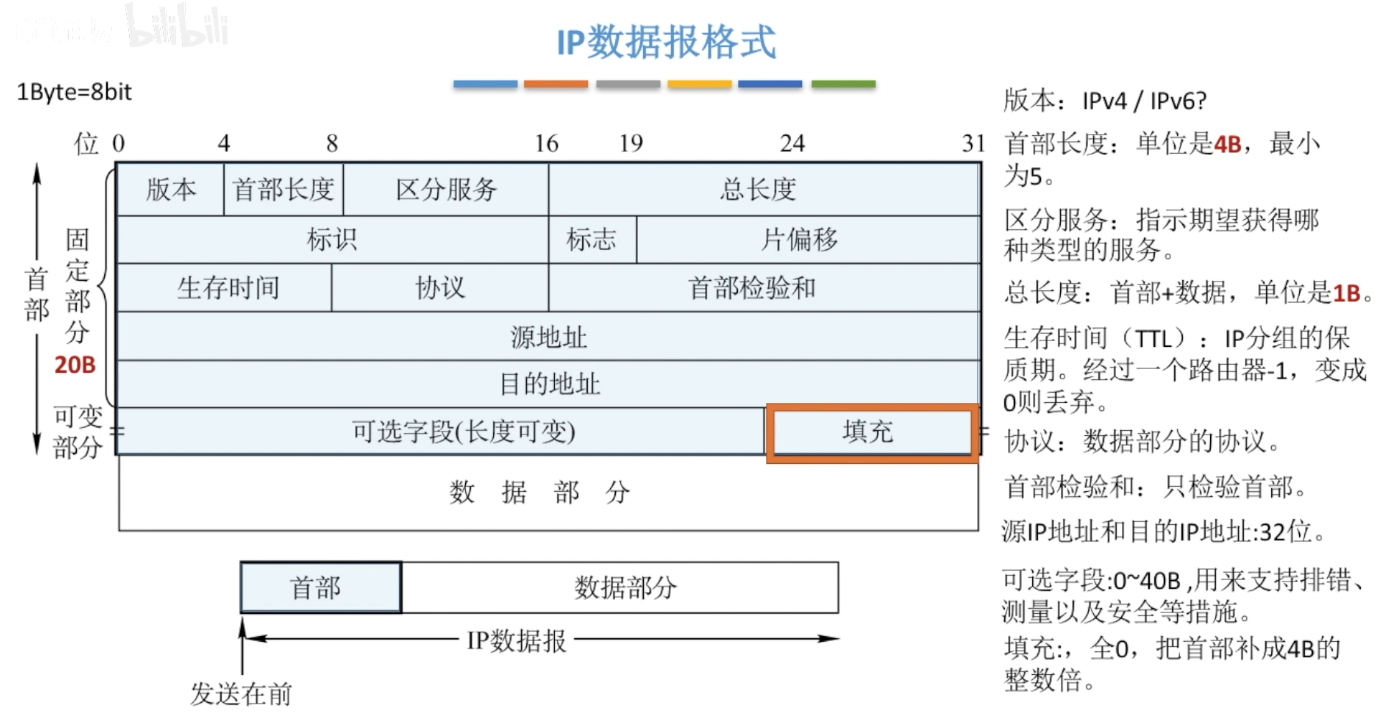 bilibili
IP数据报格式
1Byte=8bit
位 0 4 8 16 19 24 31
版本 首部长度 区分服务 总长度
标识 标志 片偏移
生存时间 协议 首部检验和
源地址
目的地址
可选字段(长度可变) 填充
数据部分
首部
固定部分
20B
可变
部分
首部 数据部分
IP数据报
发送在前
版本：IPv4 / IPv6?
首部长度：单位是4B，最小
为5。
区分服务：指示期望获得哪
种类型的服务。
总长度：首部+数据，单位是1B。
生存时间（TTL）：IP分组的保
质期。经过一个路由器-1，变成
0则丢弃。
协议：数据部分的协议。
首部检验和：只检验首部。
源IP地址和目的IP地址:32位。
可选字段:0~40B ,用来支持排错、
测量以及安全等措施。
填充:，全0，把首部补成4B的
整数倍。